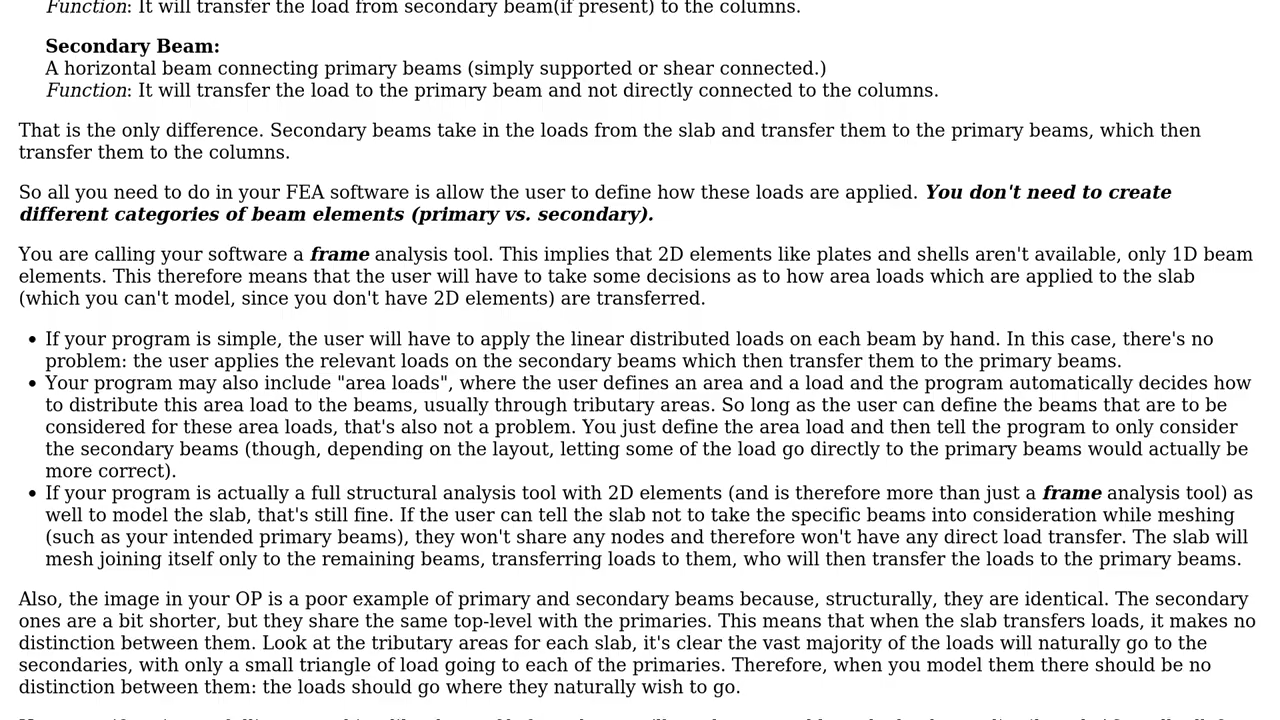 Function: It will transfer the load from secondary beam(if present) to the columns.
Secondary Beam:
A horizontal beam connecting primary beams (simply supported or shear connected.)
Function: It will transfer the load to the primary beam and not directly connected to the columns.
That is the only difference. Secondary beams take in the loads from the slab and transfer them to the primary beams, which then
transfer them to the columns.
So all you need to do in your FEA software is allow the user to define how these loads are applied. You don't need to create
different categories of beam elements (primary vs. secondary).
You are calling your software a frame analysis tool. This implies that 2D elements like plates and shells aren't available, only 1D beam
elements. This therefore means that the user will have to take some decisions as to how area loads which are applied to the slab
(which you can't model, since you don't have 2D elements) are transferred.
• If your program is simple, the user will have to apply the linear distributed loads on each beam by hand. In this case, there's no
problem: the user applies the relevant loads on the secondary beams which then transfer them to the primary beams.
• Your program may also include "area loads", where the user defines an area and a load and the program automatically decides how
to distribute this area load to the beams, usually through tributary areas. So long as the user can define the beams that are to be
considered for these area loads, that's also not a problem. You just define the area load and then tell the program to only consider
the secondary beams (though, depending on the layout, letting some of the load go directly to the primary beams would actually be
more correct).
• If your program is actually a full structural analysis tool with 2D elements (and is therefore more than just a frame analysis tool) as
well to model the slab, that's still fine. If the user can tell the slab not to take the specific beams into consideration while meshing
(such as your intended primary beams), they won't share any nodes and therefore won't have any direct load transfer. The slab will
mesh joining itself only to the remaining beams, transferring loads to them, who will then transfer the loads to the primary beams.
Also, the image in your OP is a poor example of primary and secondary beams because, structurally, they are identical. The secondary
ones are a bit shorter, but they share the same top-level with the primaries. This means that when the slab transfers loads, it makes no
distinction between them. Look at the tributary areas for each slab, it's clear the vast majority of the loads will naturally go to the
secondaries, with only a small triangle of load going to each of the primaries. Therefore, when you model them there should be no
distinction between them: the loads should go where they naturally wish to go.